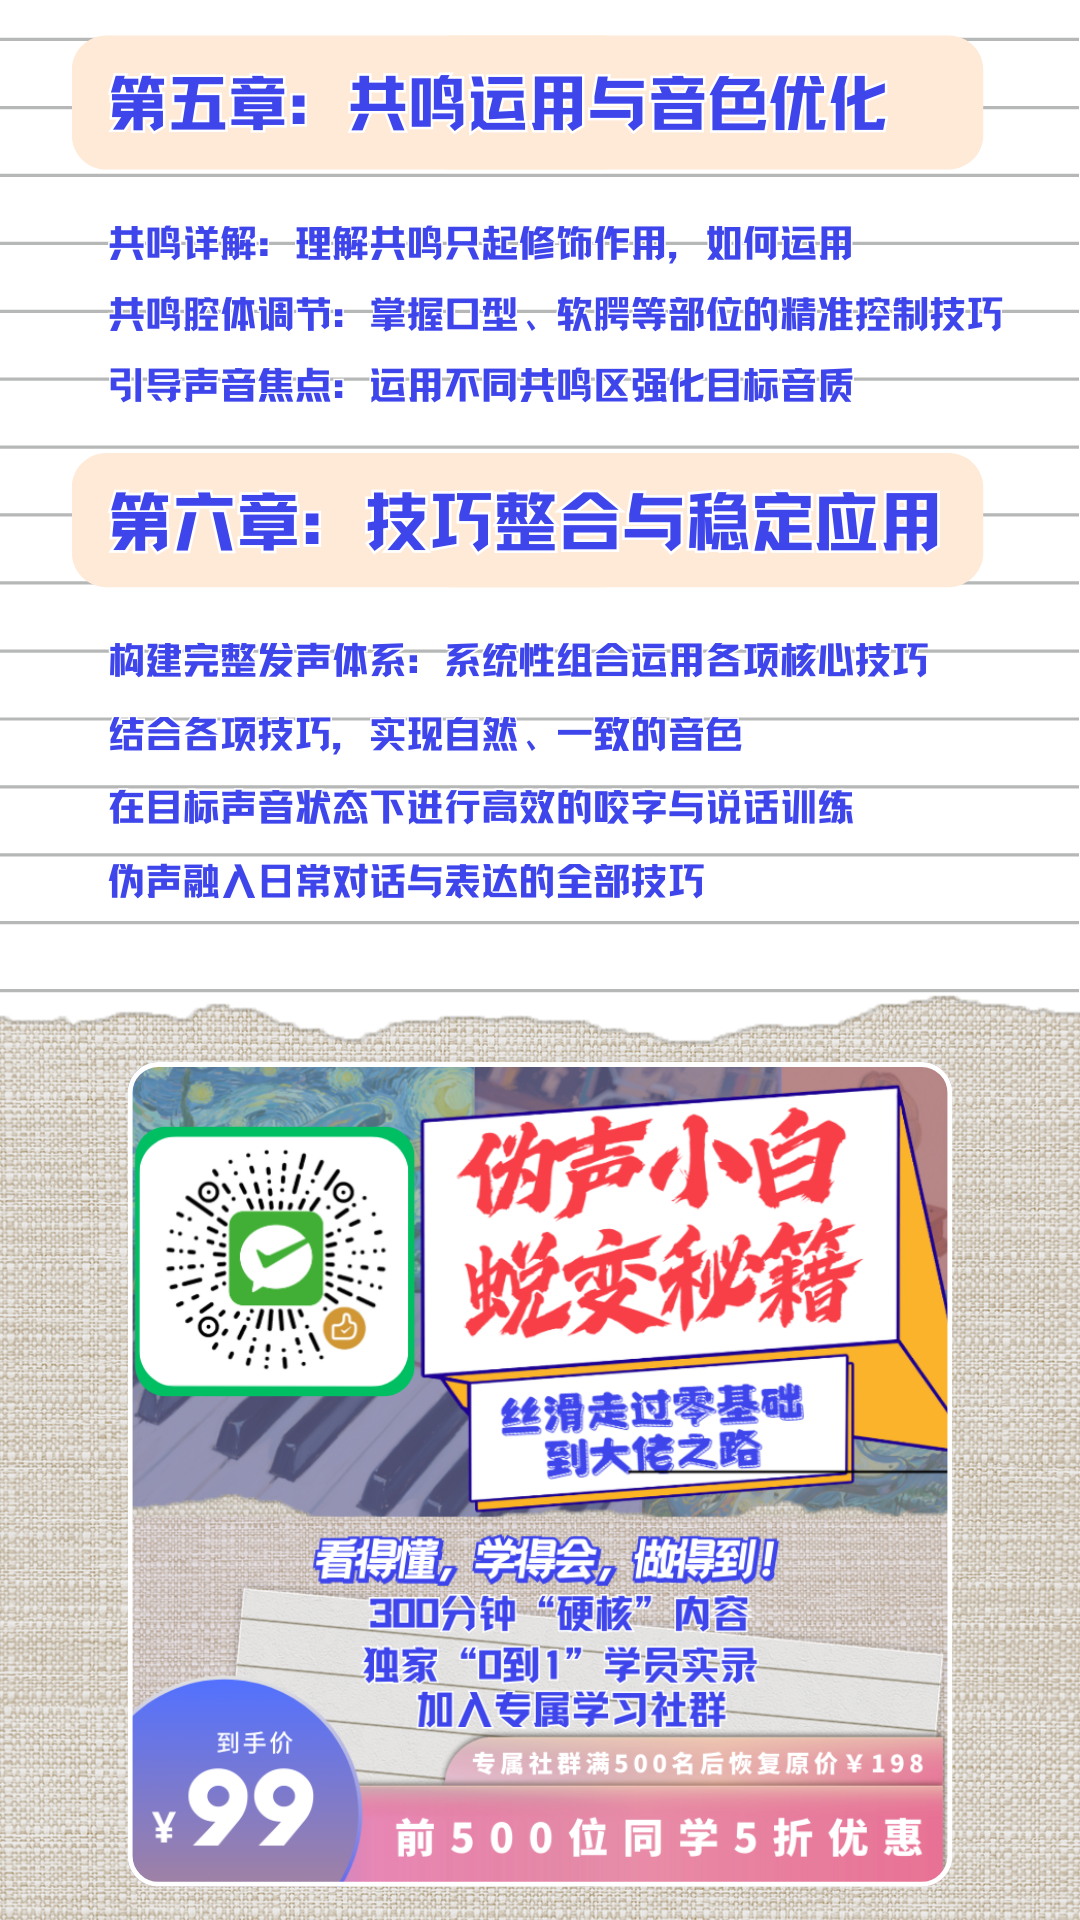 第五章：共鸣运用与音色优化
共鸣详解：理解共鸣只起修饰作用，如何运用
共鸣腔体调节：掌握口型、软腭等部位的精准控制技巧
引导声音焦点：运用不同共鸣区强化目标音质
第六章：技巧整合与稳定应用
构建完整发声体系：系统性组合运用各项核心技巧
结合各项技巧，实现自然、一致的音色
在目标声音状态下进行高效的咬字与说话训练
伪声融入日常对话与表达的全部技巧
伪声小白
蜕变秘籍
丝滑走过零基础
到大佬之路
看得懂，学得会，做得到！
300分钟“硬核”内容
独家“0到1”学员实录
加入专属学习社群
到手价
¥99
专属社群满500名后恢复原价￥198
前500位同学5折优惠